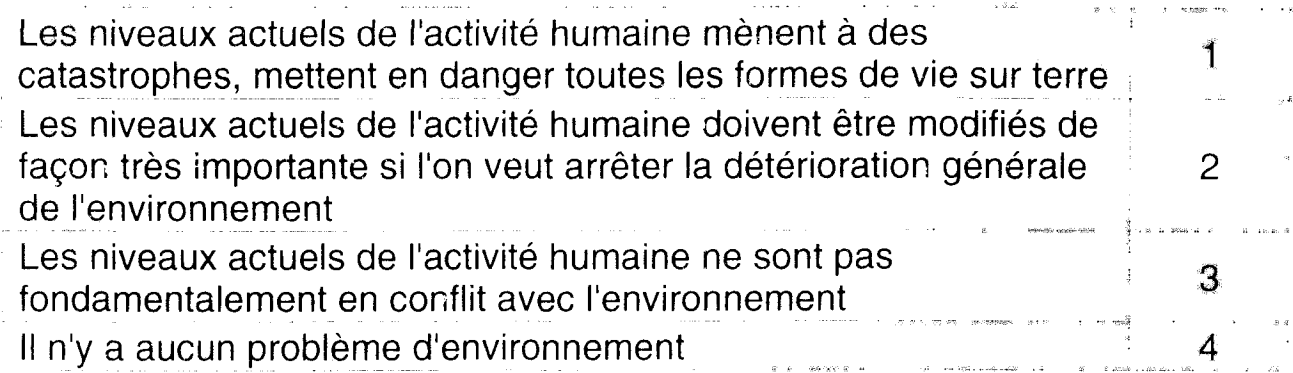 Les niveaux actuels de l'activité humaine mènent à des
catastrophes, mettent en danger toutes les formes de vie sur terre 1
Les niveaux actuels de l'activité humaine doivent être modifiés de
façon très importante si l'on veut arrêter la détérioration générale 2
de l'environnement
Les niveaux actuels de l'activité humaine ne sont pas
fondamentalement en conflit avec l'environnement 3
Il n'y a aucun problème d'environnement 4